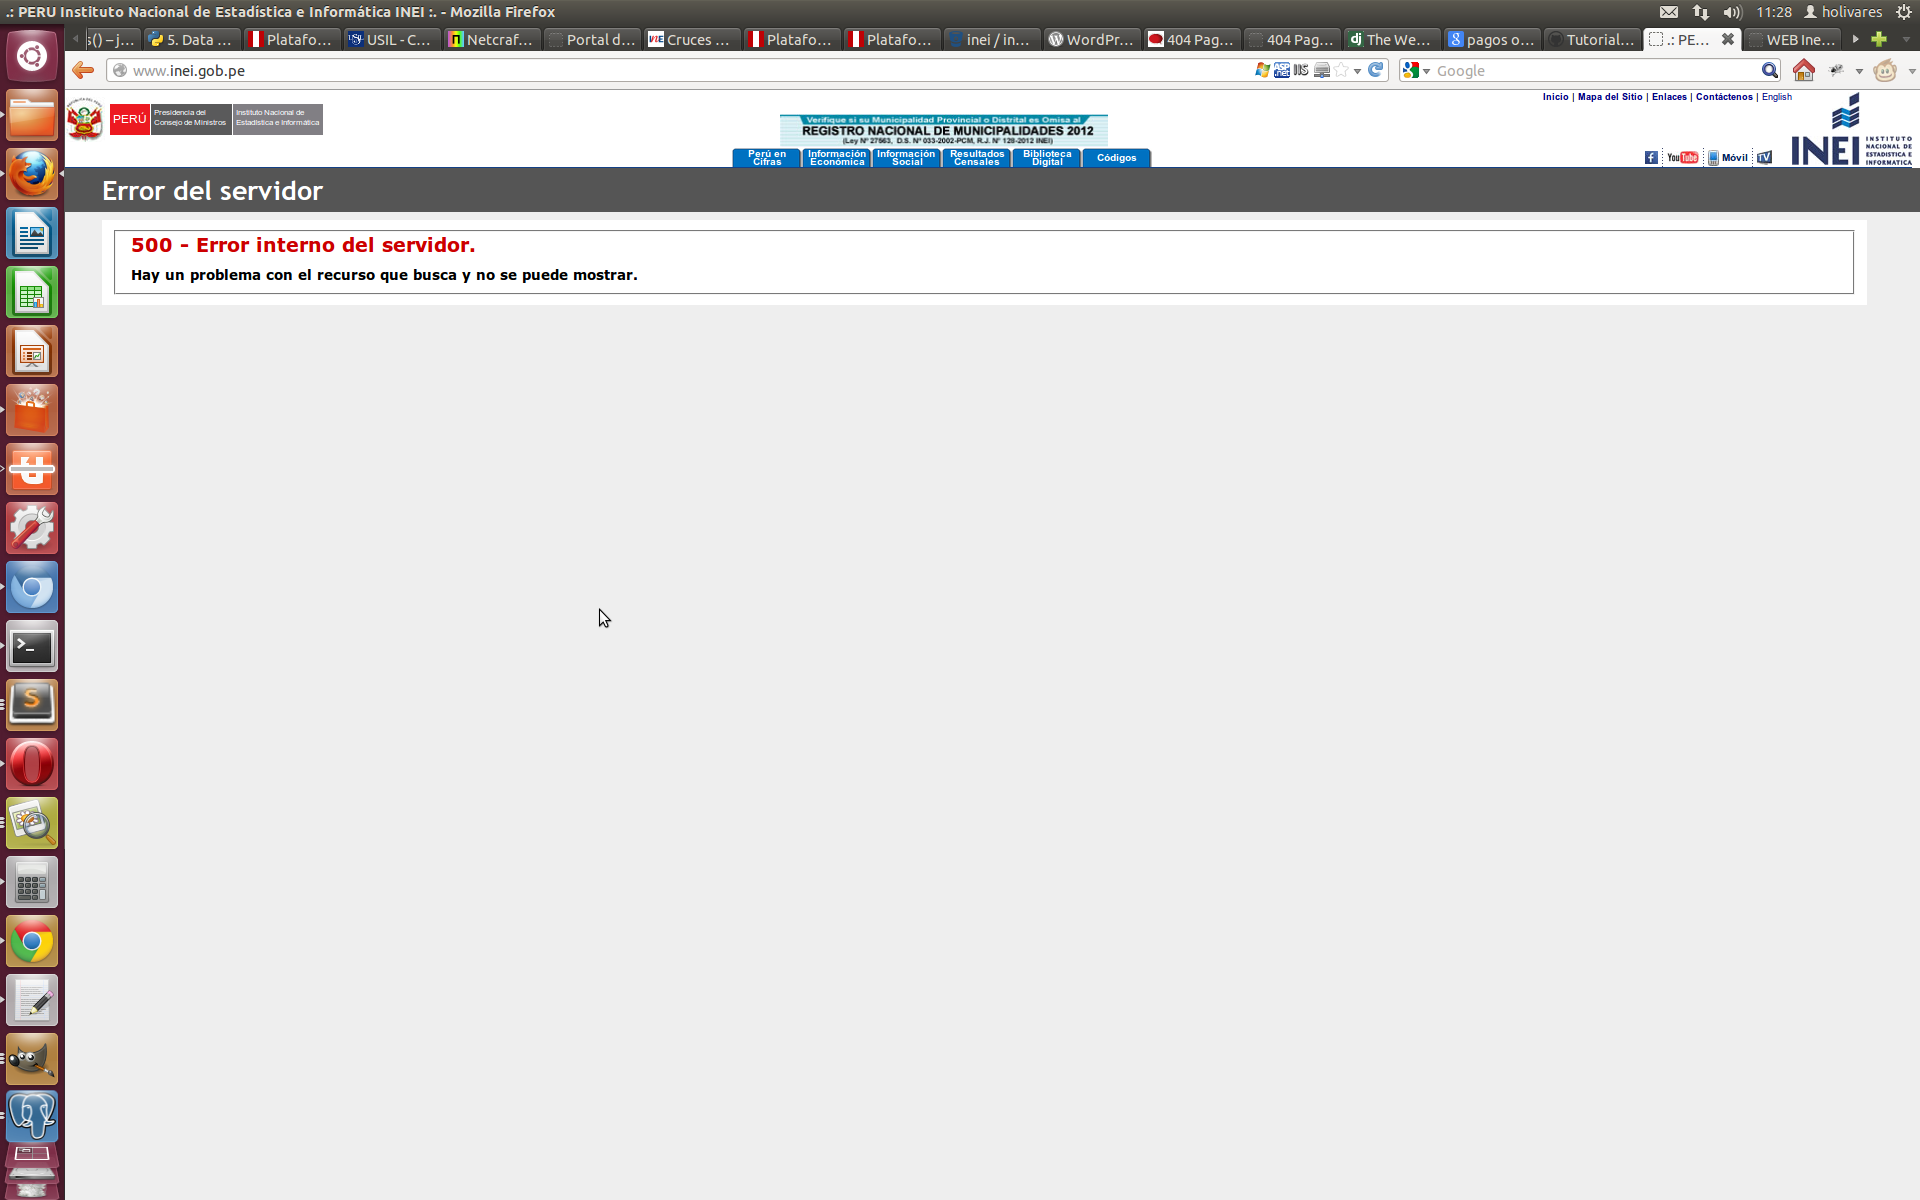 .: PERU Instituto Nacional de Estadística e Informática INEI :. - Mozilla Firefox
11:28 holivares
5. Data ...
Platafo...
USIL - C...
Netcraf...
Portal d...
Cruces ...
Platafo...
Platafo...
inei / in...
WordPr...
404 Pag...
404 Pag...
The We...
pagos o...
Tutorial...
.: PE...
WEB Ine...
www.inei.gob.pe
Google
PERÚ
Presidencia del
Consejo de Ministros
Instituto Nacional de
Estadística e Informática
Verifique si su Municipalidad Provincial o Distrital es Omisa al
REGISTRO NACIONAL DE MUNICIPALIDADES 2012
(Ley Nº 27563, D.S. Nº 033-2002-PCM, R.J. Nº 128-2012 INEI)
Inicio | Mapa del Sitio | Enlaces | Contáctenos | English
Perú en
Cifras
Información
Económica
Información
Social
Resultados
Censales
Biblioteca
Digital
Códigos
YouTube
Móvil
TV
INEI
INSTITUTO
NACIONAL DE
ESTADISTICA E
INFORMATICA
Error del servidor
500 - Error interno del servidor.
Hay un problema con el recurso que busca y no se puede mostrar.